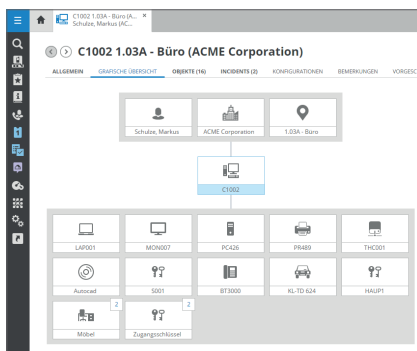 C1002 1.03A - Büro (A...
Schulze, Markus (AC...
C1002 1.03A - Büro (ACME Corporation)
ALLGEMEIN GRAFISCHE ÜBERSICHT OBJEKTE (16) INCIDENTS (2) KONFIGURATIONEN BEMERKUNGEN VORGESC
Schulze, Markus ACME Corporation 1.03A - Büro
C1002
LAP001 MON007 PC426 PR489 THC001
Autocad S001 BT3000 KL-TD 624 HAUP1
2 2
Möbel Zugangsschlüssel